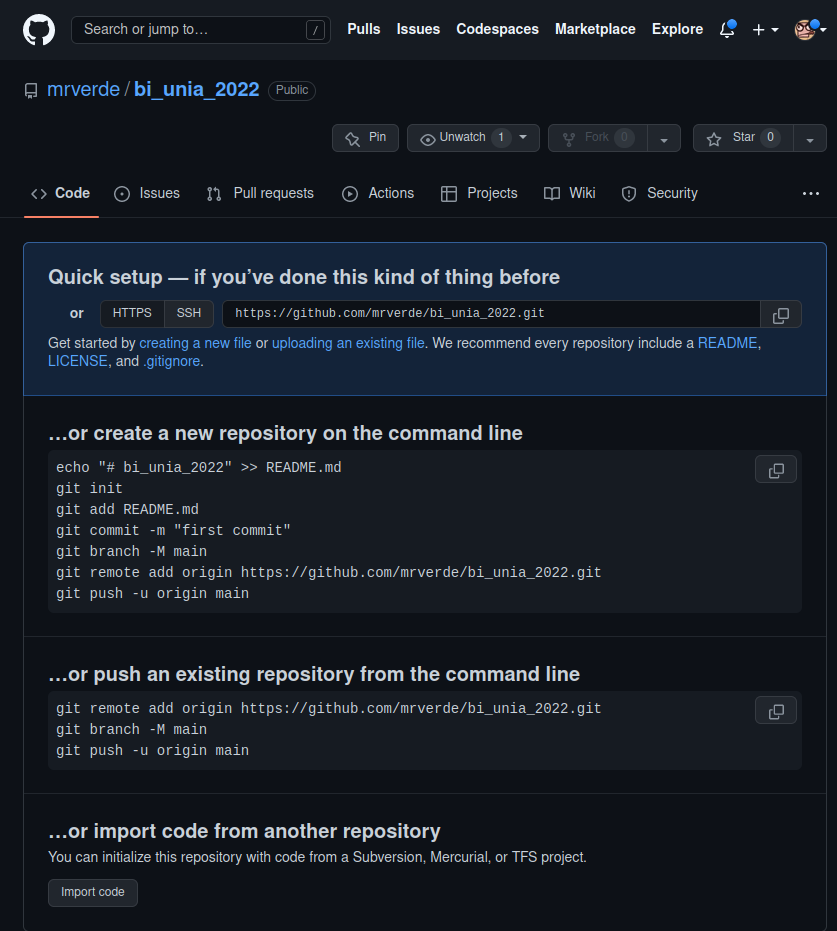 Search or jump to… / Pulls Issues Codespaces Marketplace Explore
mrverde / bi_unia_2022 Public
Pin Unwatch 1 Fork 0 Star 0
Code Issues Pull requests Actions Projects Wiki Security
Quick setup — if you’ve done this kind of thing before
or HTTPS SSH https://github.com/mrverde/bi_unia_2022.git
Get started by creating a new file or uploading an existing file. We recommend every repository include a README,
LICENSE, and .gitignore.
…or create a new repository on the command line
echo "# bi_unia_2022" >> README.md
git init
git add README.md
git commit -m "first commit"
git branch -M main
git remote add origin https://github.com/mrverde/bi_unia_2022.git
git push -u origin main
…or push an existing repository from the command line
git remote add origin https://github.com/mrverde/bi_unia_2022.git
git branch -M main
git push -u origin main
…or import code from another repository
You can initialize this repository with code from a Subversion, Mercurial, or TFS project.
Import code